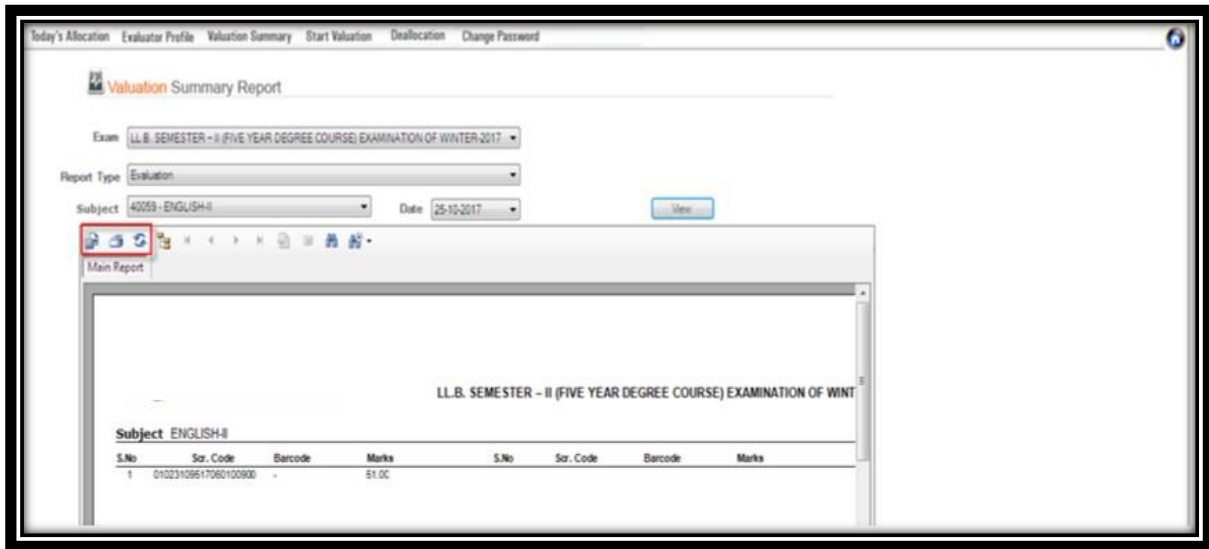 Today's Allocation Evaluator Profile Valuation Summary Start Valuation Deallocation Change Password
Valuation Summary Report
Exam LL.B. SEMESTER – II (FIVE YEAR DEGREE COURSE) EXAMINATION OF WINTER-2017
Report Type Evaluation
Subject 40059 - ENGLISH-II Date 25-10-2017 View
Main Report
LL.B. SEMESTER – II (FIVE YEAR DEGREE COURSE) EXAMINATION OF WINT
Subject ENGLISH-II
S.No Scr. Code Barcode Marks S.No Scr. Code Barcode Marks
1 01023109517060100900 - 51.00